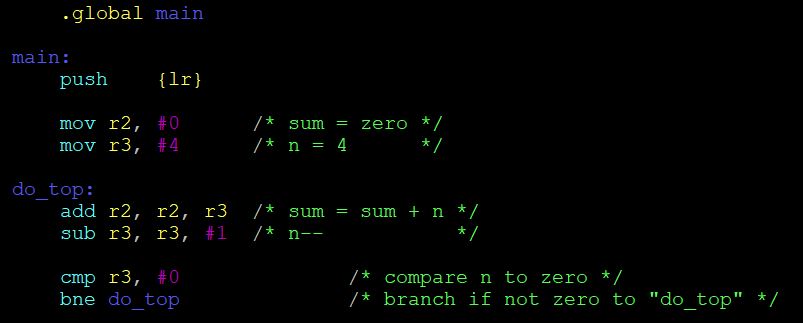 .global main
main:
push {lr}
mov r2, #0 /* sum = zero */
mov r3, #4 /* n = 4 */
do_top:
add r2, r2, r3 /* sum = sum + n */
sub r3, r3, #1 /* n-- */
cmp r3, #0 /* compare n to zero */
bne do_top /* branch if not zero to "do_top" */